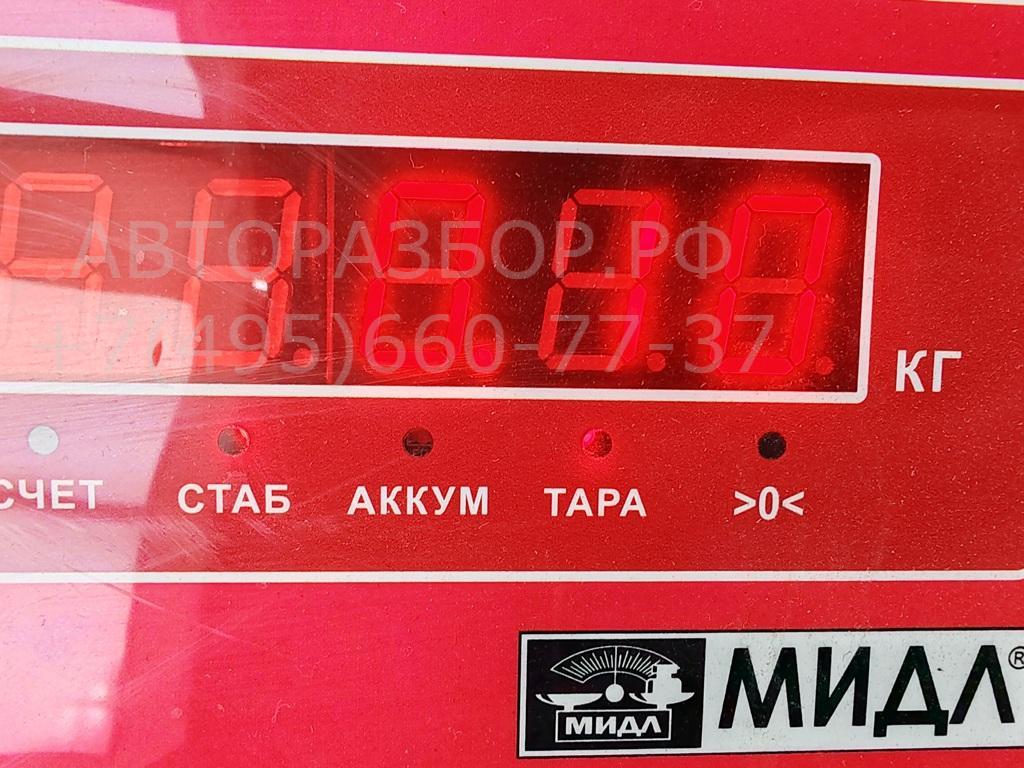 АВТОРАЗБОР.РФ
+7(495)660-77-37
КГ
СЧЕТ СТАБ АККУМ ТАРА >0<
МИДЛ МИДЛ®